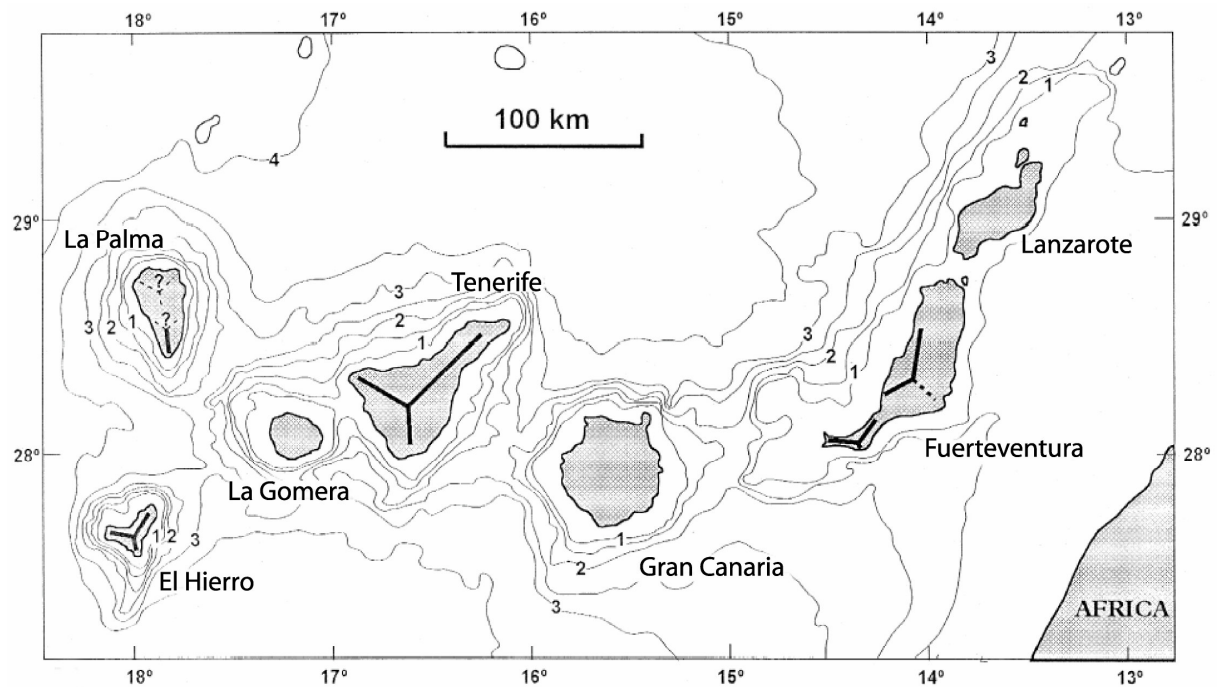 18° 17° 16° 15° 14° 13°
3
2
1
100 km
4
29° 29°
La Palma
Lanzarote
?
Tenerife
3
?
2
3 2 1
1
3
2
1
Fuerteventura
28° 28°
La Gomera
1 2 3
1
2
Gran Canaria
El Hierro
3
AFRICA
18° 17° 16° 15° 14° 13°